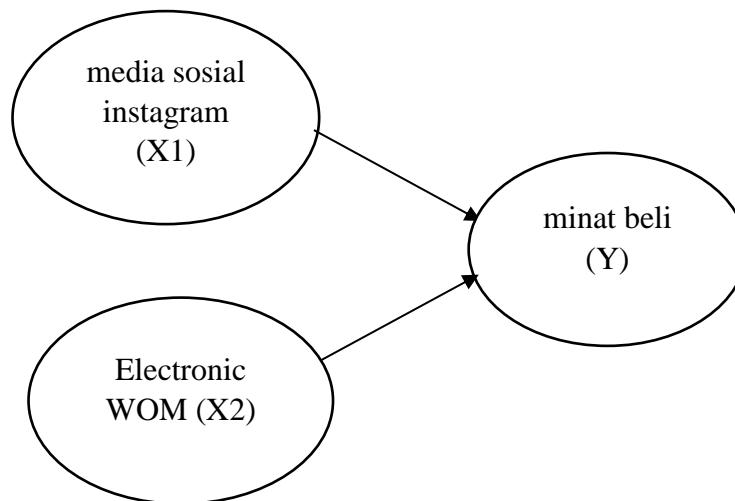 media sosial
instagram
(X1)
minat beli
(Y)
Electronic
WOM (X2)